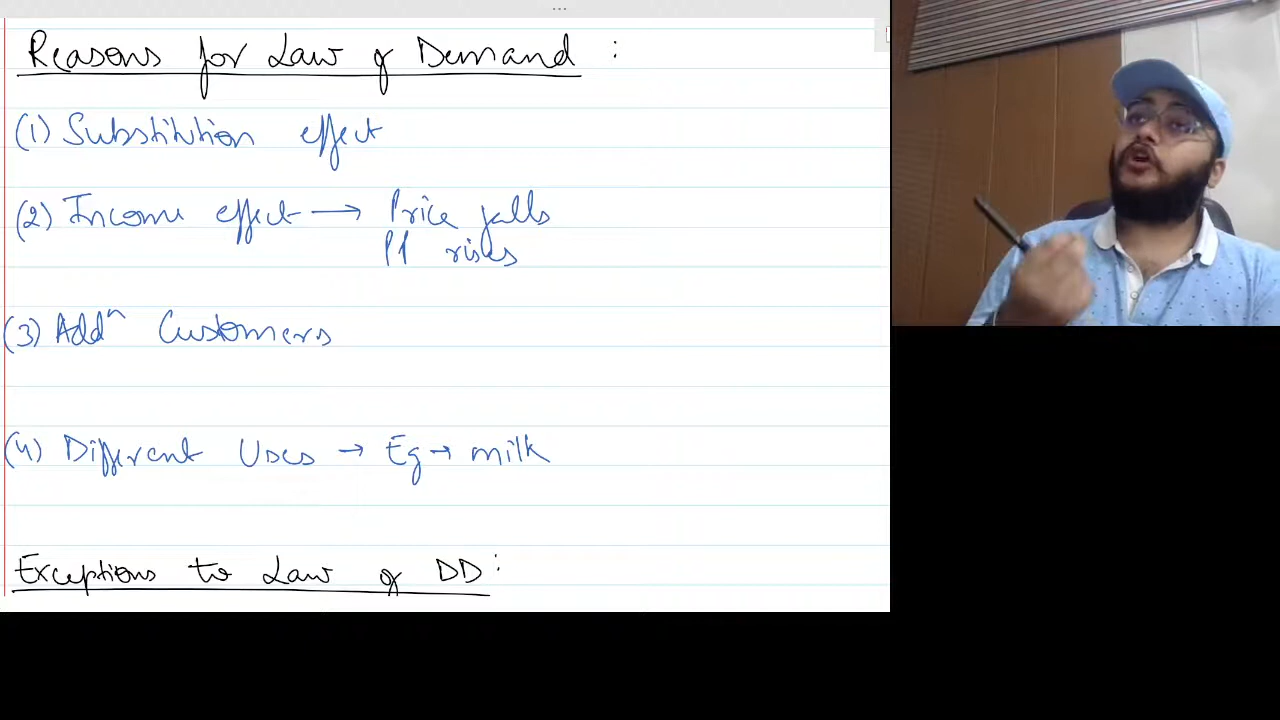 Reasons for Law of Demand :
(1) Substitution effect
(2) Income effect → Price falls
PP rises
(3) Addⁿ Customers
(4) Different Uses → Eg → milk
Exceptions to Law of DD :